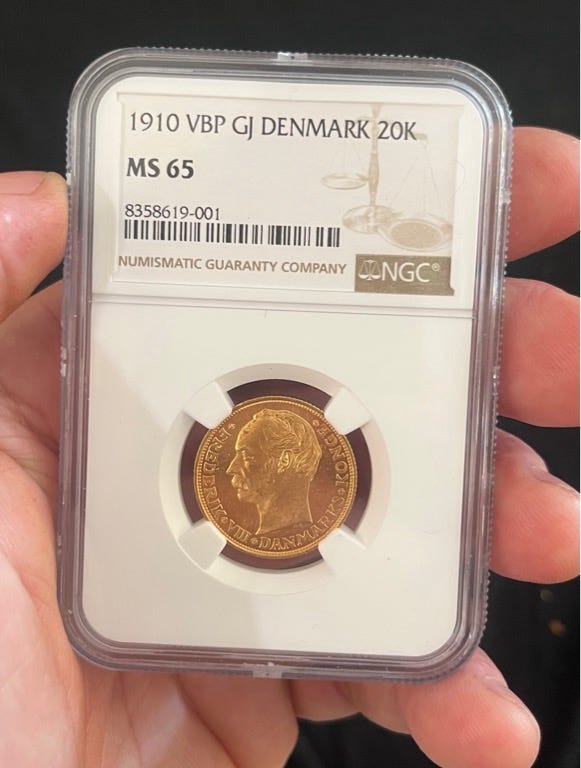 1910 VBP GJ DENMARK 20K
MS 65
8358619-001
NUMISMATIC GUARANTY COMPANY NGC®
FREDERIK·VIII DANMARKS KONGE